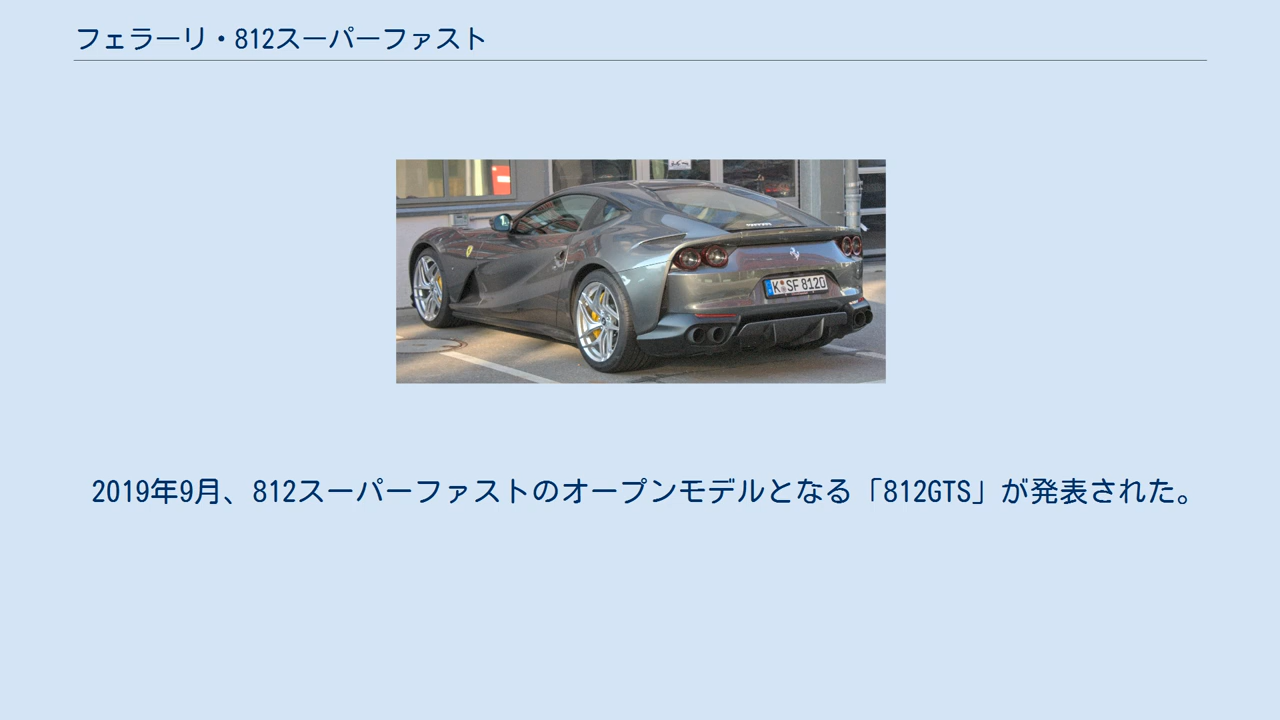 フェラーリ・812スーパーファスト
K SF 8120
2019年9月、812スーパーファストのオープンモデルとなる「812GTS」が発表された。